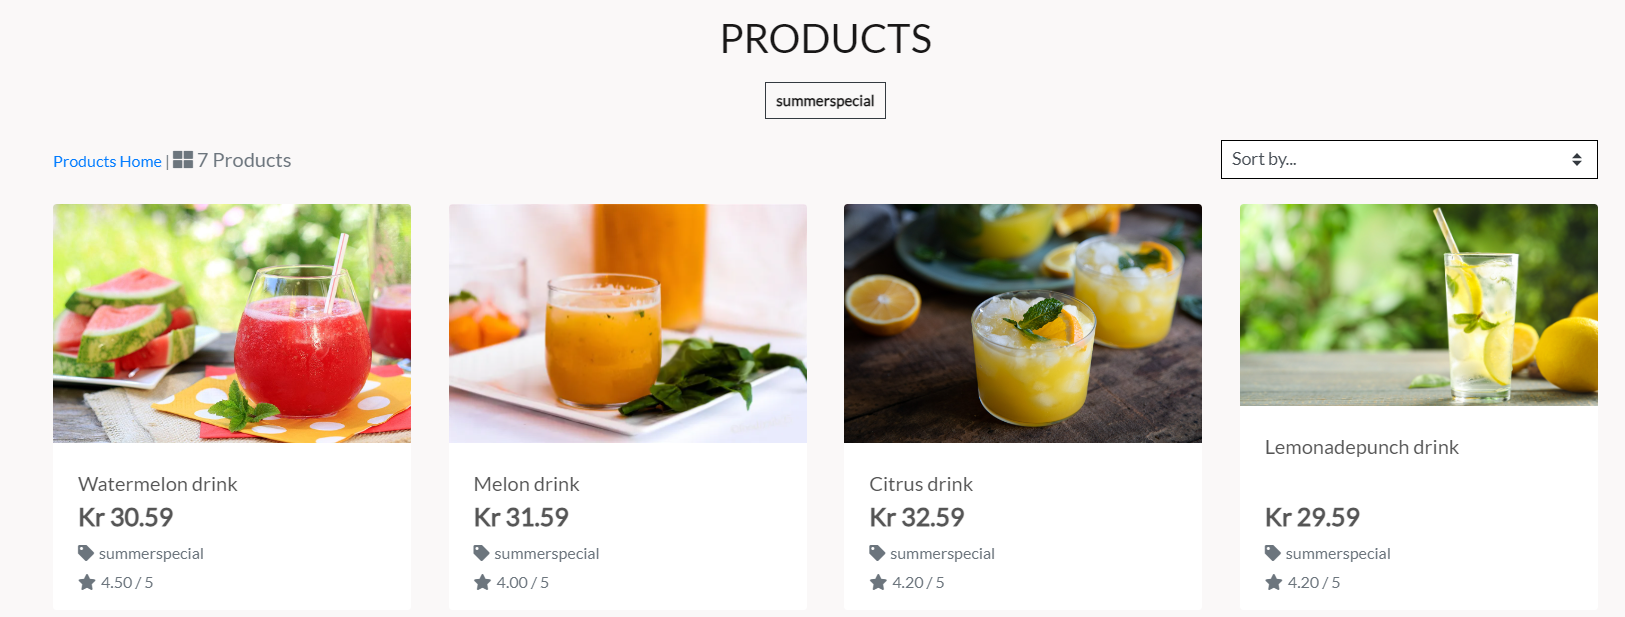 PRODUCTS
summerspecial
Products Home | 7 Products
Sort by...
Watermelon drink
Kr 30.59
summerspecial
4.50 / 5
Melon drink
Kr 31.59
summerspecial
4.00 / 5
Citrus drink
Kr 32.59
summerspecial
4.20 / 5
Lemonadepunch drink
Kr 29.59
summerspecial
4.20 / 5